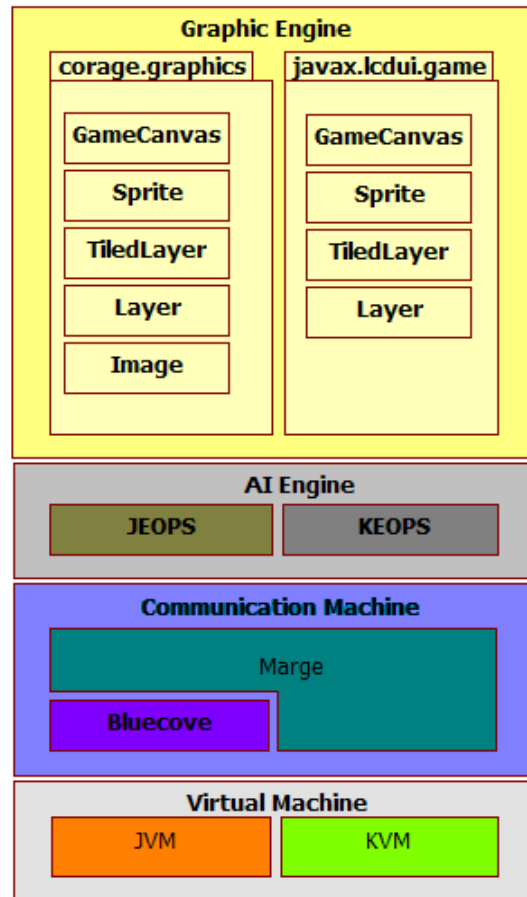 Graphic Engine
corage.graphics
javax.lcdui.game
GameCanvas
GameCanvas
Sprite
Sprite
TiledLayer
TiledLayer
Layer
Layer
Image
AI Engine
JEOPS
KEOPS
Communication Machine
Marge
Bluecove
Virtual Machine
JVM
KVM